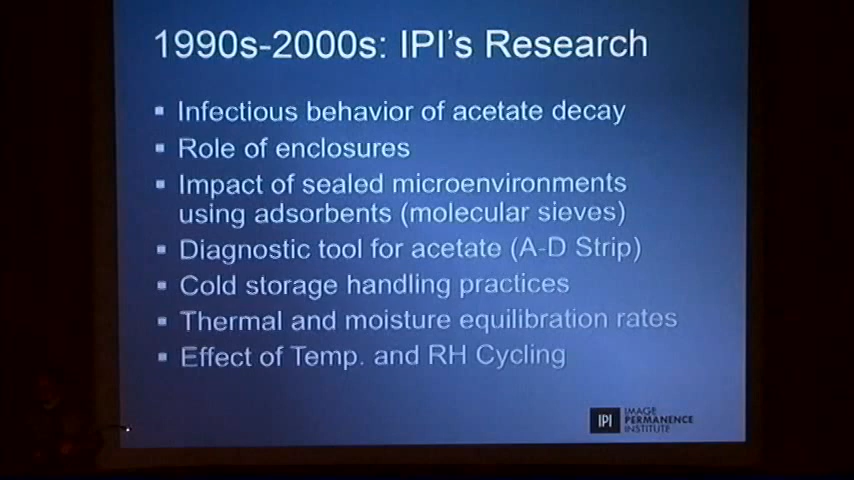 1990s-2000s: IPI's Research
▪ Infectious behavior of acetate decay
▪ Role of enclosures
▪ Impact of sealed microenvironments
using adsorbents (molecular sieves)
▪ Diagnostic tool for acetate (A-D Strip)
▪ Cold storage handling practices
▪ Thermal and moisture equilibration rates
▪ Effect of Temp. and RH Cycling
IPI
IMAGE
PERMANENCE
INSTITUTE